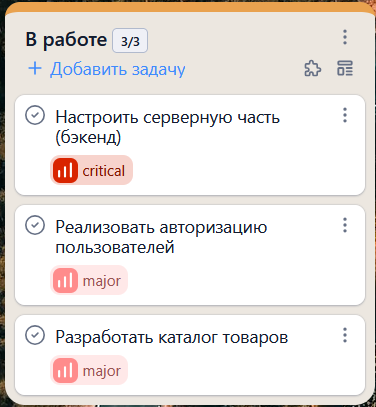 В работе 3/3
+ Добавить задачу
Настроить серверную часть
(бэкенд)
critical
Реализовать авторизацию
пользователей
major
Разработать каталог товаров
major